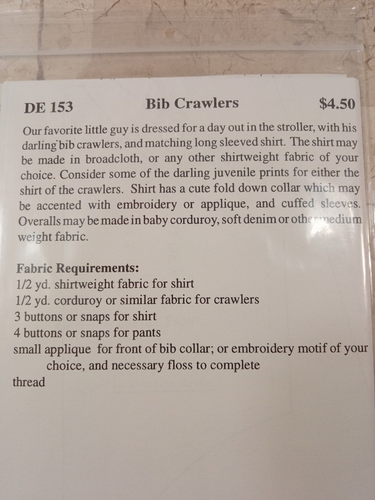 DE 153 Bib Crawlers $4.50
Our favorite little guy is dressed for a day out in the stroller, with his
darling bib crawlers, and matching long sleeved shirt. The shirt may
be made in broadcloth, or any other shirtweight fabric of your
choice. Consider some of the darling juvenile prints for either the
shirt of the crawlers. Shirt has a cute fold down collar which may
be accented with embroidery or applique, and cuffed sleeves.
Overalls may be made in baby corduroy, soft denim or other medium
weight fabric.
Fabric Requirements:
1/2 yd. shirtweight fabric for shirt
1/2 yd. corduroy or similar fabric for crawlers
3 buttons or snaps for shirt
4 buttons or snaps for pants
small applique for front of bib collar; or embroidery motif of your
choice, and necessary floss to complete
thread